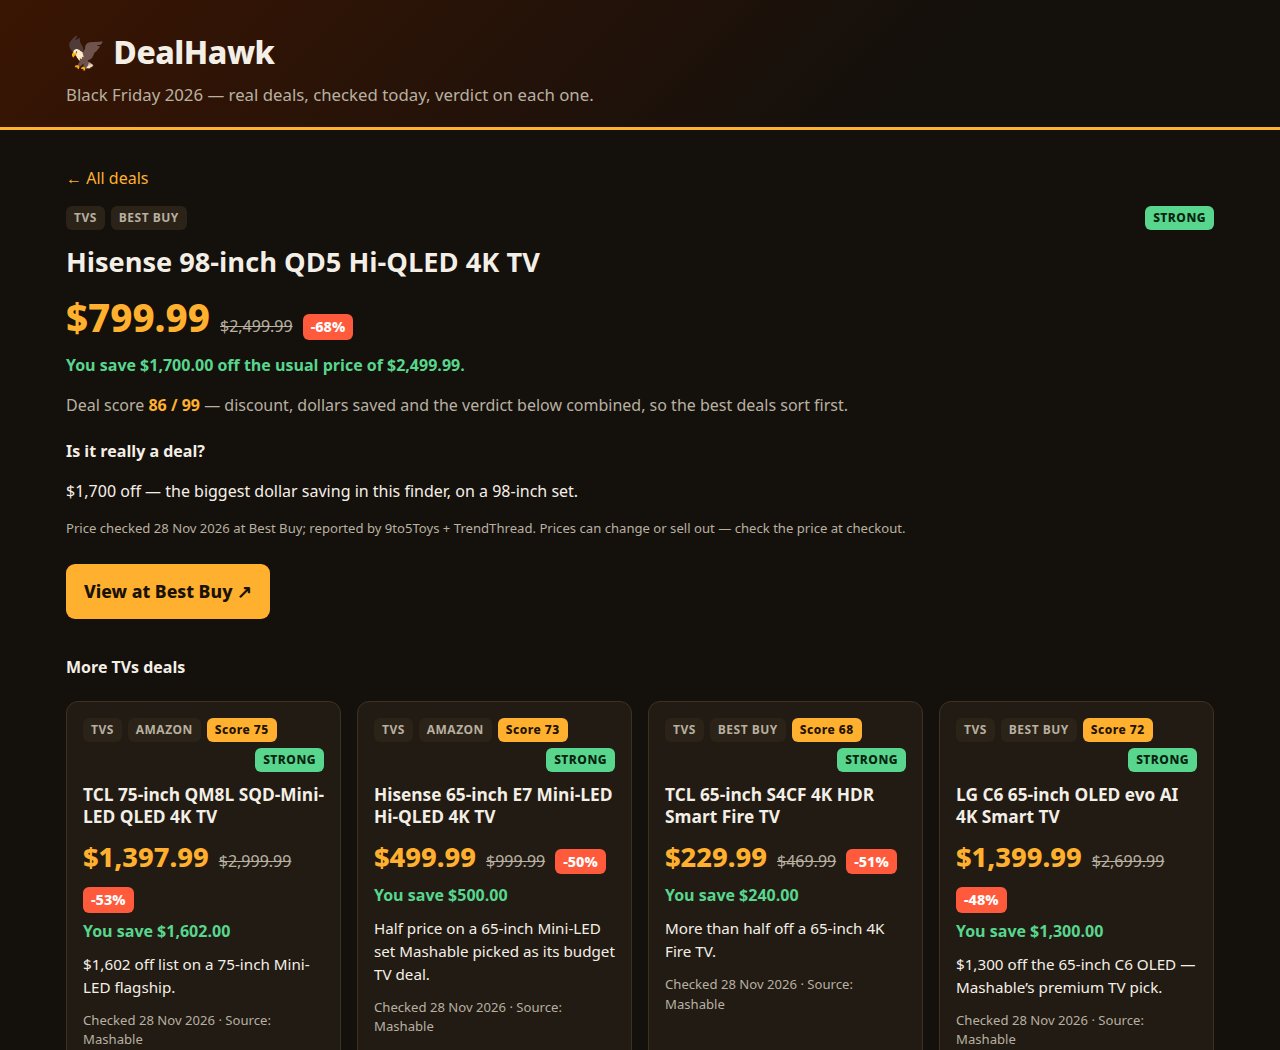 DealHawk
Black Friday 2026 — real deals, checked today, verdict on each one.
← All deals
TVS BEST BUY STRONG
Hisense 98-inch QD5 Hi-QLED 4K TV
$799.99 $2,499.99 -68%
You save $1,700.00 off the usual price of $2,499.99.
Deal score 86 / 99 — discount, dollars saved and the verdict below combined, so the best deals sort first.
Is it really a deal?
$1,700 off — the biggest dollar saving in this finder, on a 98-inch set.
Price checked 28 Nov 2026 at Best Buy; reported by 9to5Toys + TrendThread. Prices can change or sell out — check the price at checkout.
View at Best Buy ↗
More TVs deals
TVS AMAZON Score 75
STRONG
TCL 75-inch QM8L SQD-Mini-
LED QLED 4K TV
$1,397.99 $2,999.99
-53%
You save $1,602.00
$1,602 off list on a 75-inch Mini-
LED flagship.
Checked 28 Nov 2026 · Source:
Mashable
TVS AMAZON Score 73
STRONG
Hisense 65-inch E7 Mini-LED
Hi-QLED 4K TV
$499.99 $999.99 -50%
You save $500.00
Half price on a 65-inch Mini-LED
set Mashable picked as its budget
TV deal.
Checked 28 Nov 2026 · Source:
Mashable
TVS BEST BUY Score 68
STRONG
TCL 65-inch S4CF 4K HDR
Smart Fire TV
$229.99 $469.99 -51%
You save $240.00
More than half off a 65-inch 4K
Fire TV.
Checked 28 Nov 2026 · Source:
Mashable
TVS BEST BUY Score 72
STRONG
LG C6 65-inch OLED evo AI
4K Smart TV
$1,399.99 $2,699.99
-48%
You save $1,300.00
$1,300 off the 65-inch C6 OLED —
Mashable’s premium TV pick.
Checked 28 Nov 2026 · Source:
Mashable